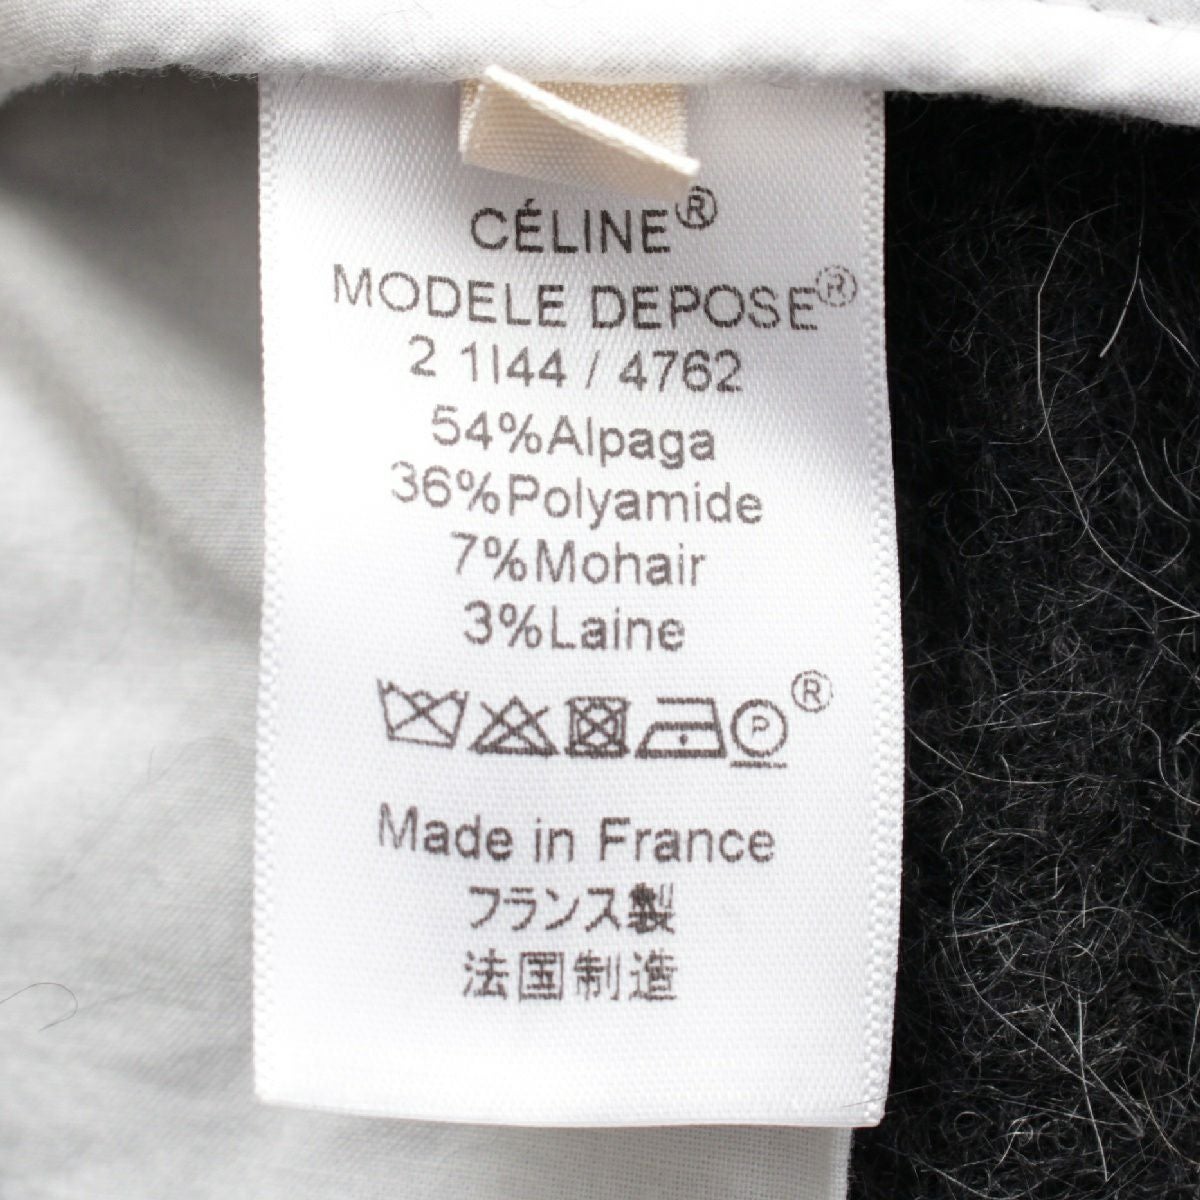 CÉLINE®
MODELE DEPOSE®
2 1I44 / 4762
54%Alpaga
36%Polyamide
7%Mohair
3%Laine
P ®
Made in France
フランス製
法国制造